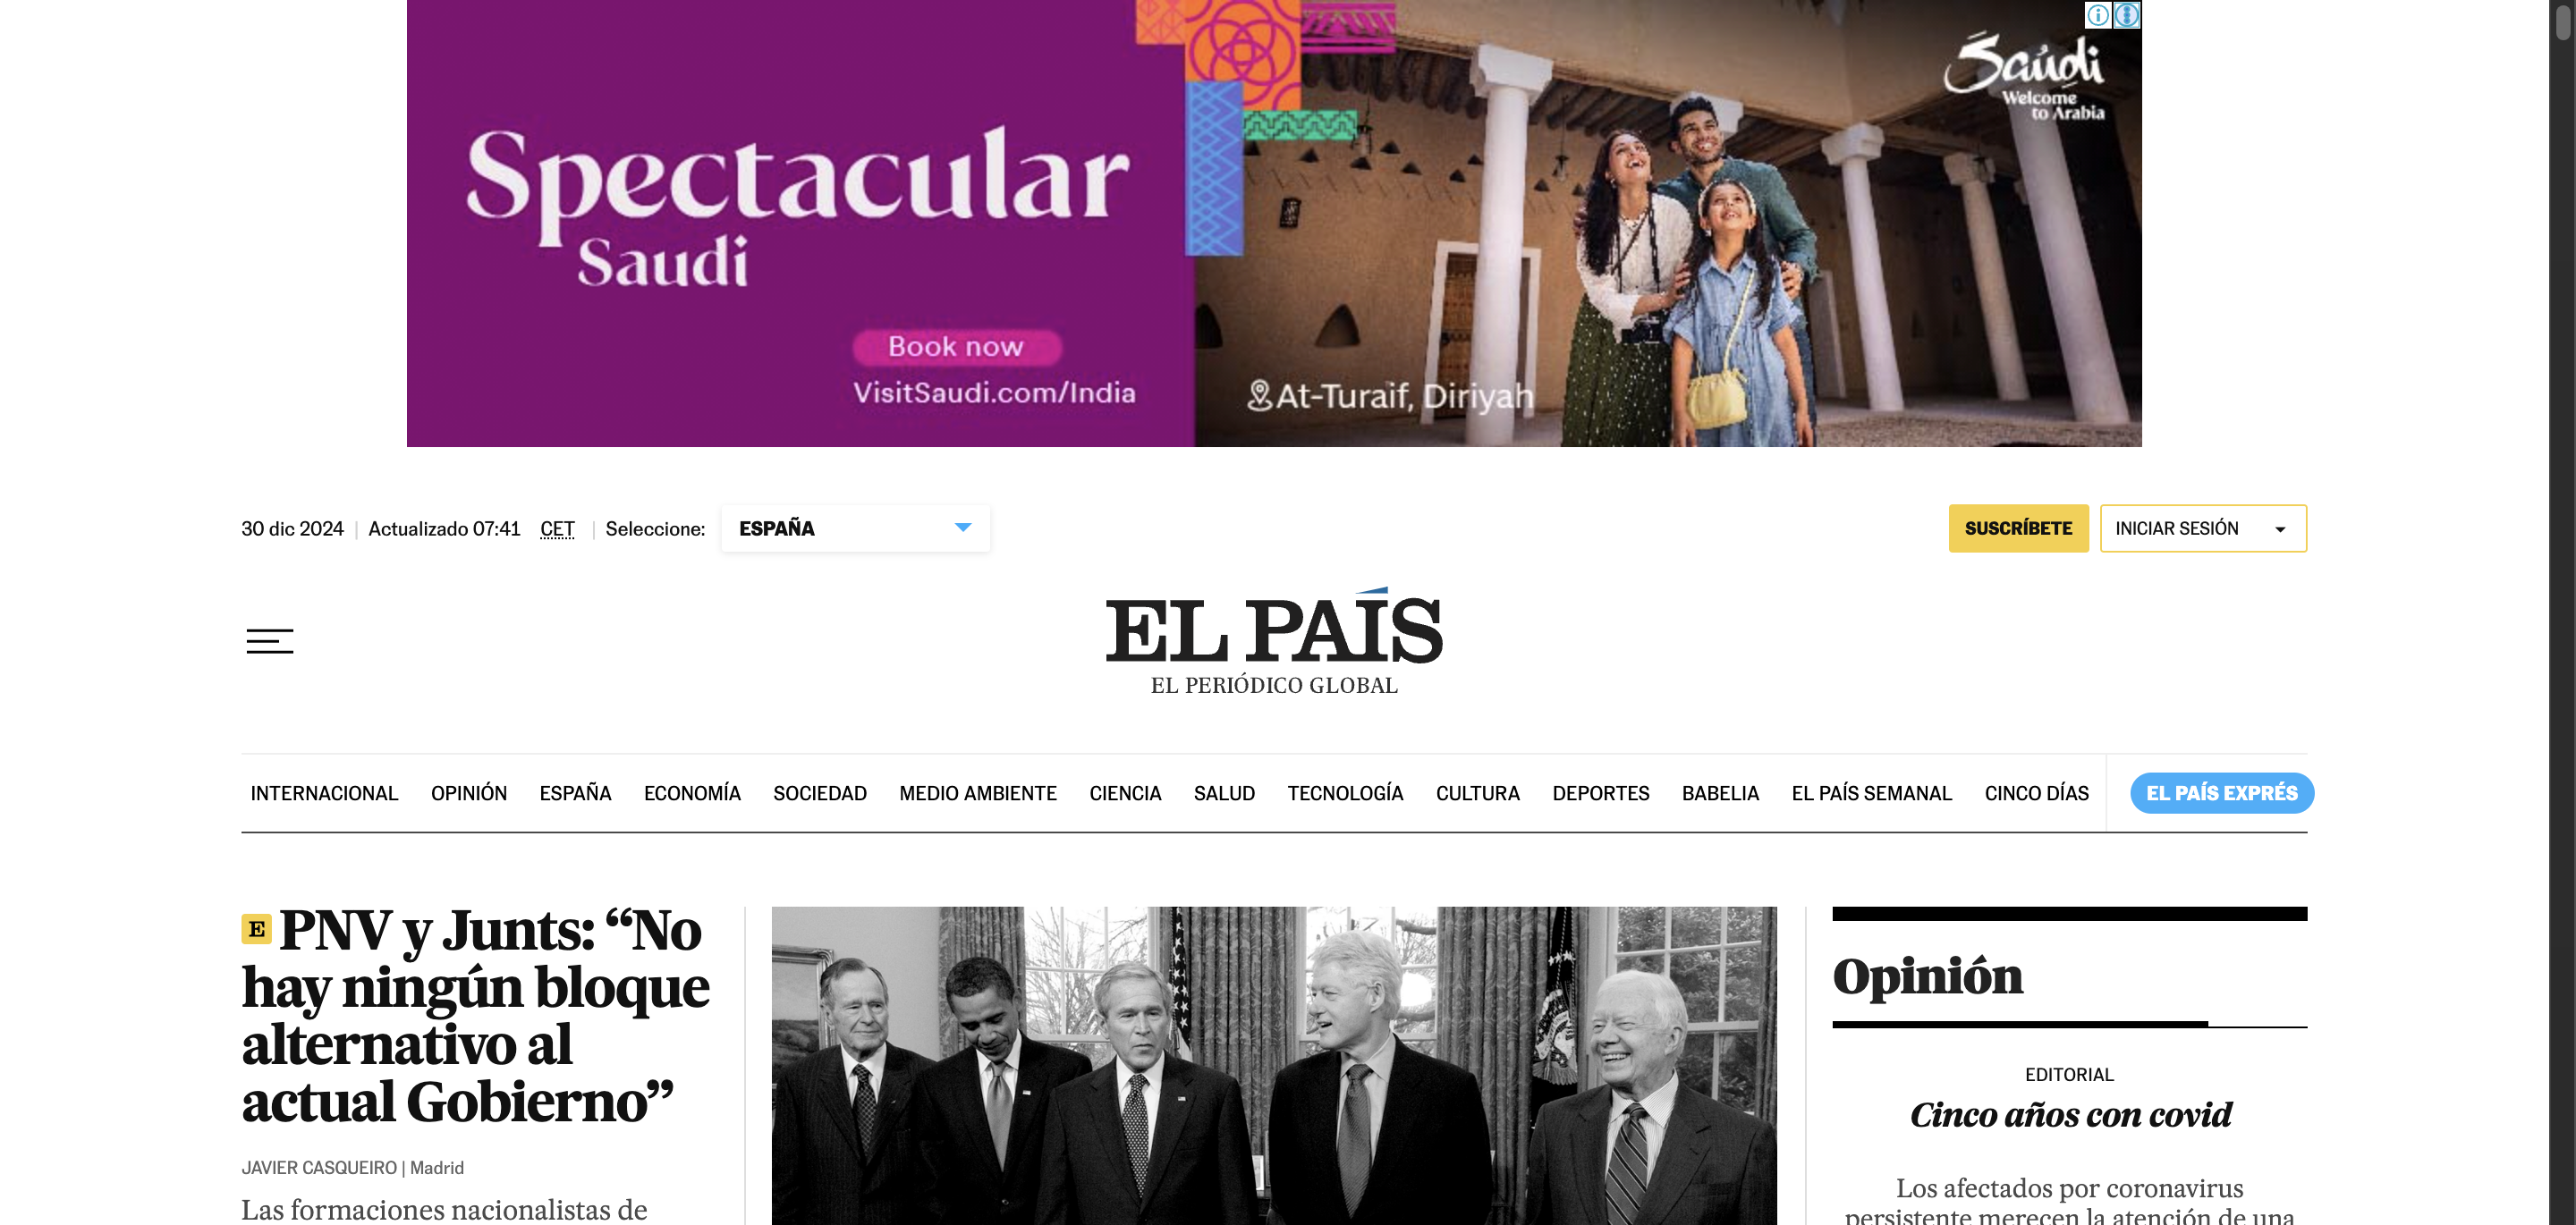 Spectacular
Saudi
Book now
VisitSaudi.com/India
At-Turaif, Diriyah
Saudi
Welcome
to Arabia
30 dic 2024 | Actualizado 07:41 CET | Seleccione: ESPAÑA
SUSCRÍBETE
INICIAR SESIÓN
EL PAÍS
EL PERIÓDICO GLOBAL
INTERNACIONAL OPINIÓN ESPAÑA ECONOMÍA SOCIEDAD MEDIO AMBIENTE CIENCIA SALUD TECNOLOGÍA CULTURA DEPORTES BABELIA EL PAÍS SEMANAL CINCO DÍAS EL PAÍS EXPRÉS
E PNV y Junts: “No
hay ningún bloque
alternativo al
actual Gobierno”
JAVIER CASQUEIRO | Madrid
Las formaciones nacionalistas de
Opinión
EDITORIAL
Cinco años con covid
Los afectados por coronavirus
persistente merecen la atención de una